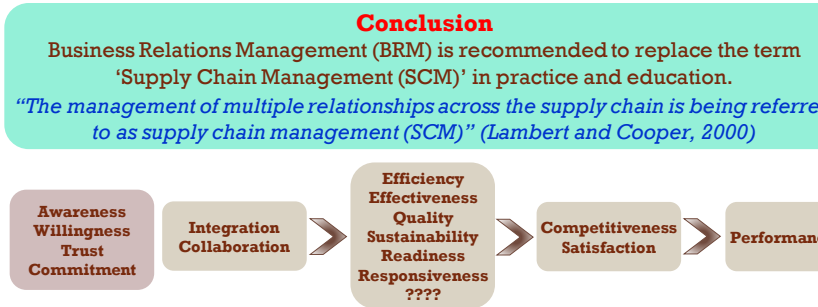 Conclusion
Business Relations Management (BRM) is recommended to replace the term
‘Supply Chain Management (SCM)’ in practice and education.
“The management of multiple relationships across the supply chain is being referre
to as supply chain management (SCM)” (Lambert and Cooper, 2000)
Awareness
Willingness
Trust
Commitment
Integration
Collaboration
Efficiency
Effectiveness
Quality
Sustainability
Readiness
Responsiveness
????
Competitiveness
Satisfaction
Performanc